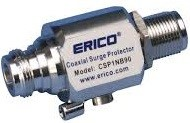 ERICO®
Coaxial Surge Protector
Model: CSP1NB90
www.erico.com